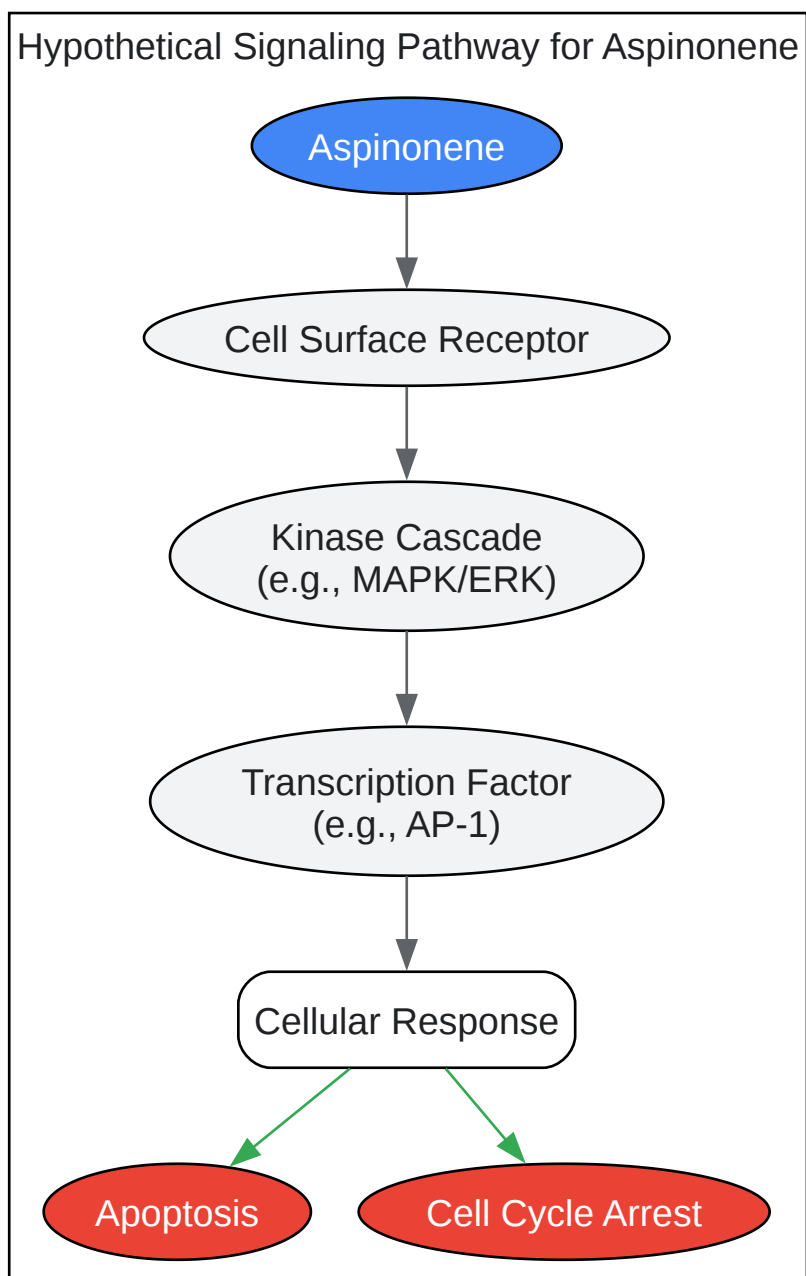 Hypothetical Signaling Pathway for Aspinonene
Aspinonene
Cell Surface Receptor
Kinase Cascade
(e.g., MAPK/ERK)
Transcription Factor
(e.g., AP-1)
Cellular Response
Apoptosis
Cell Cycle Arrest